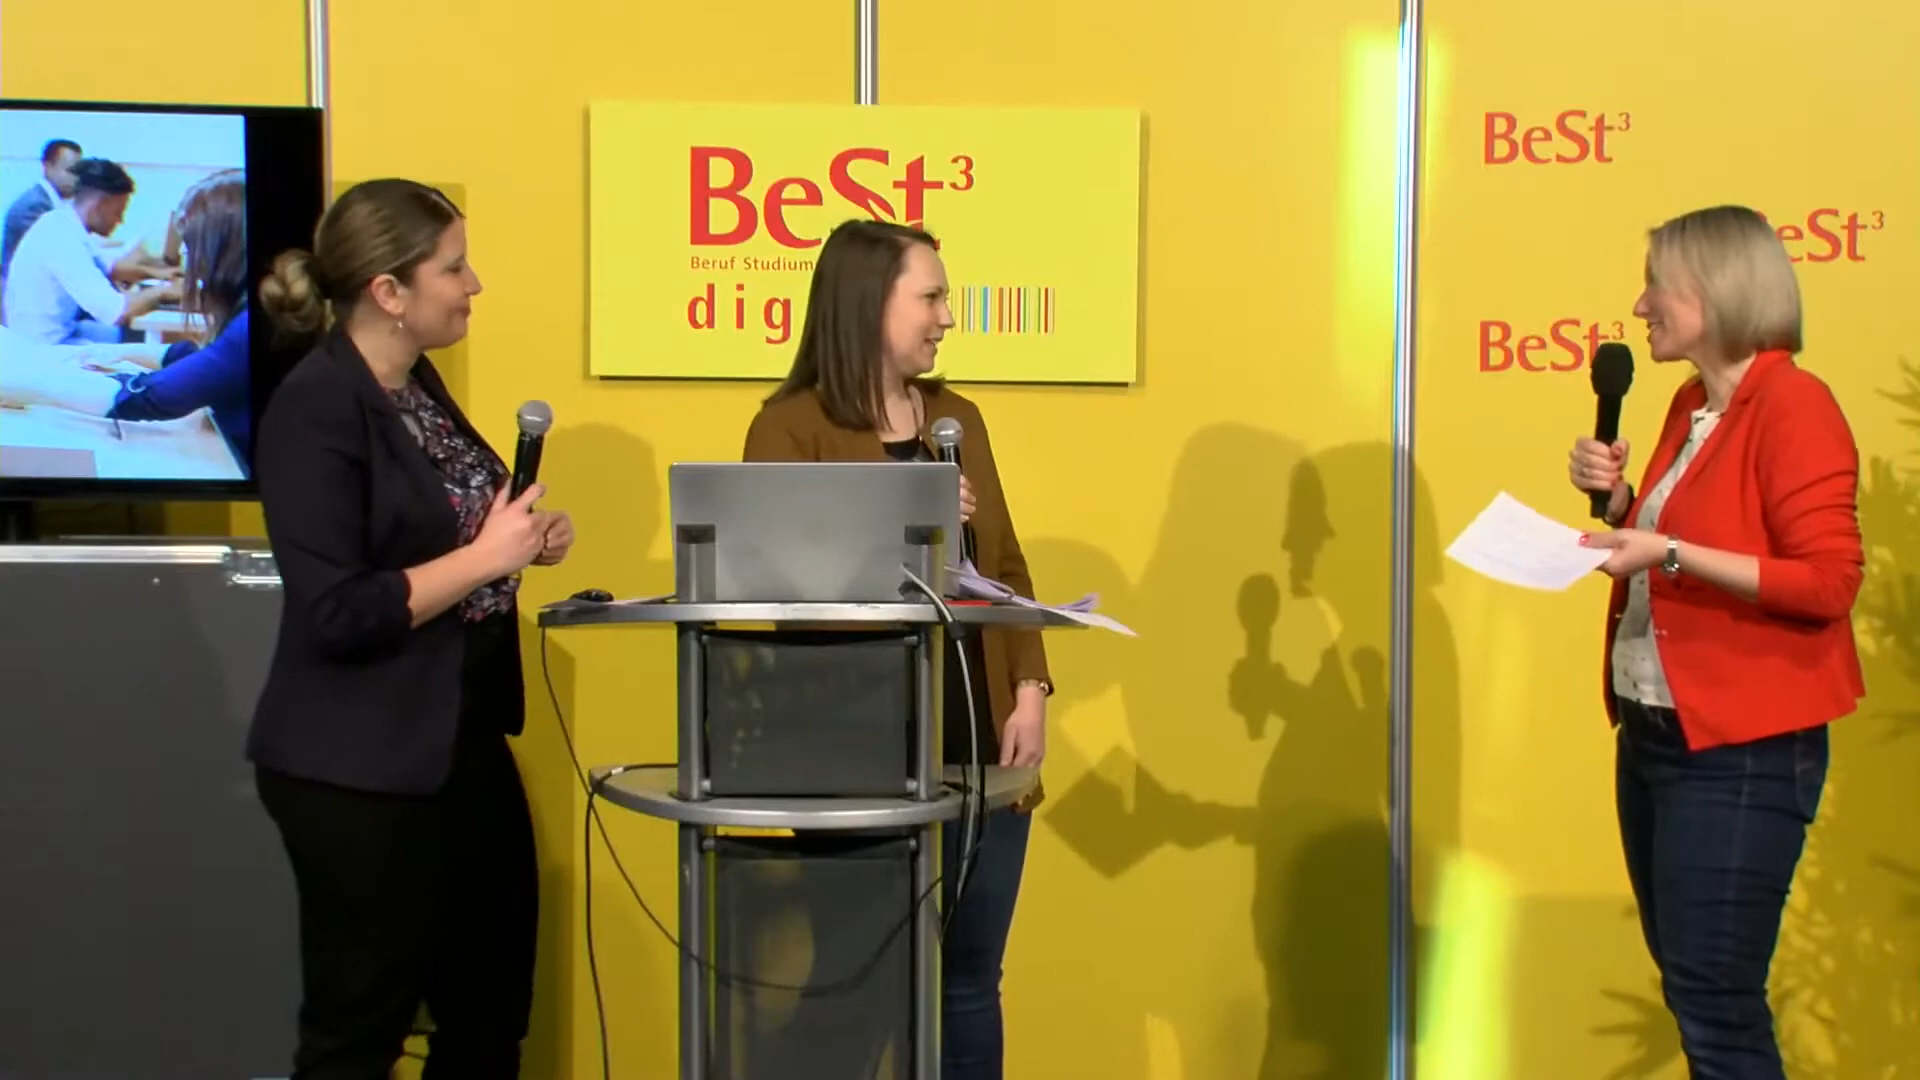 BeSt³
Beruf Studium
dig
BeSt³
eSt³
BeSt³